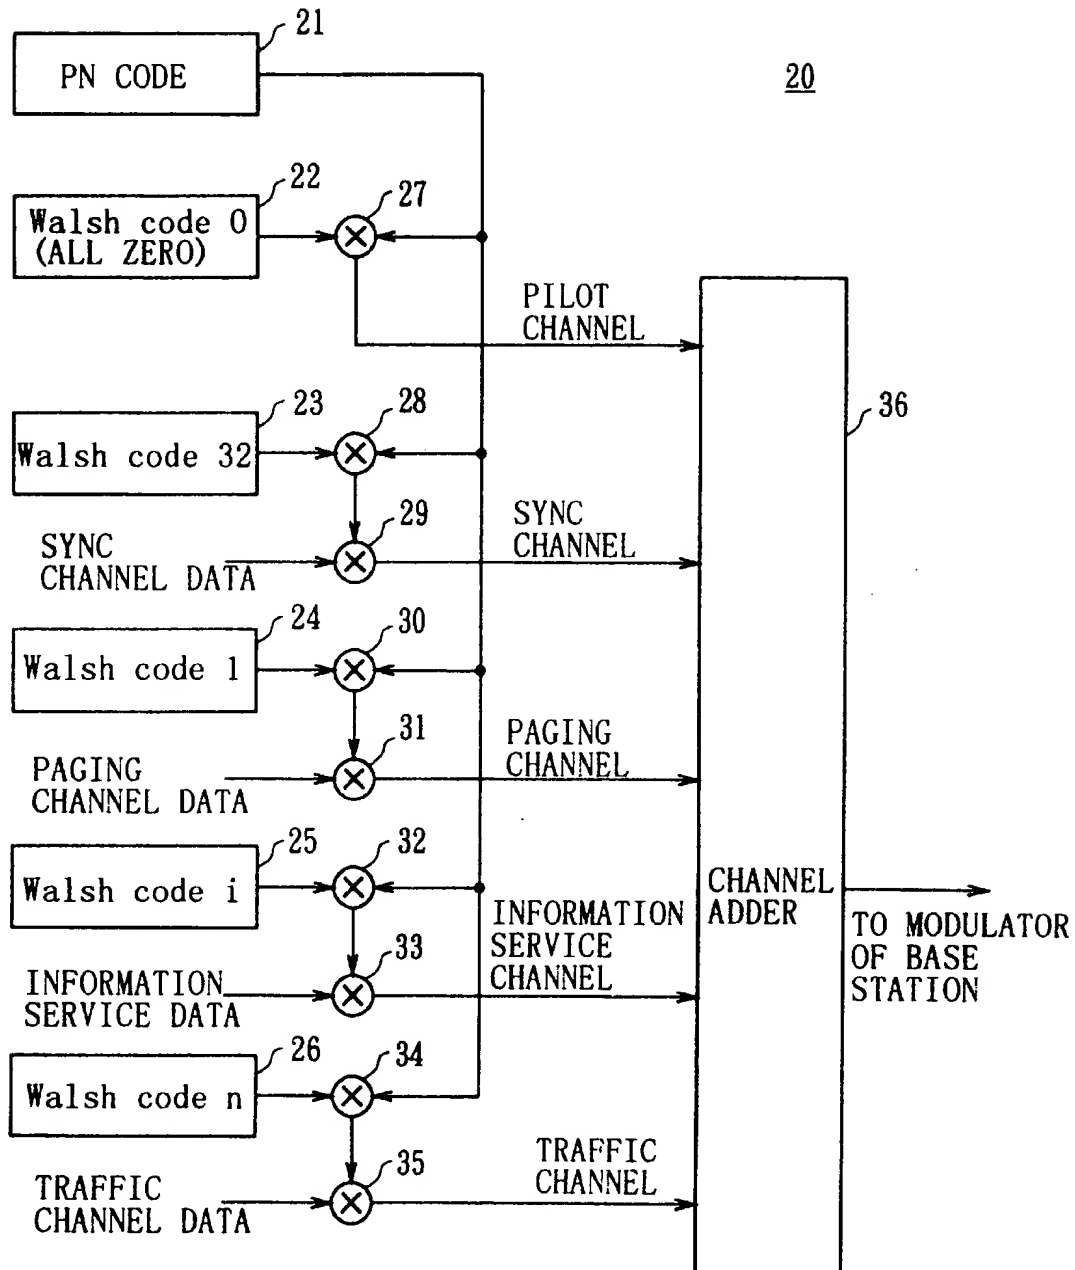 21
PN CODE
20
22
Walsh code 0
(ALL ZERO)
27
PILOT
CHANNEL
23
28
36
Walsh code 32
29
SYNC
CHANNEL
SYNC
CHANNEL DATA
24
30
Walsh code 1
31
PAGING
CHANNEL
PAGING
CHANNEL DATA
25
32
Walsh code i
CHANNEL
ADDER
INFORMATION
SERVICE
CHANNEL
TO MODULATOR
OF BASE
STATION
33
INFORMATION
SERVICE DATA
26
34
Walsh code n
35
TRAFFIC
CHANNEL
TRAFFIC
CHANNEL DATA